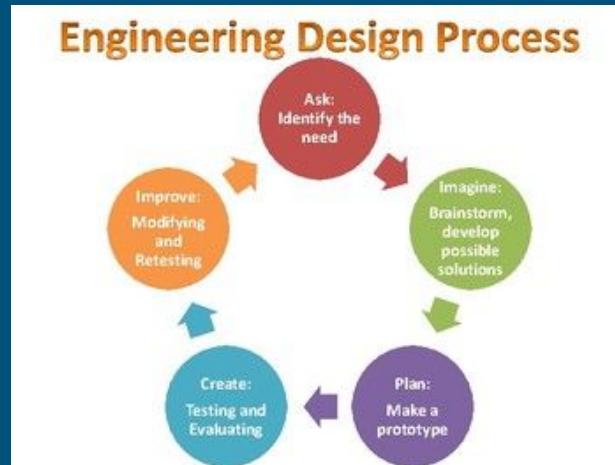 Engineering Design Process
Ask:
Identify the
need
Imagine:
Brainstorm,
develop
possible
solutions
Plan:
Make a
prototype
Create:
Testing and
Evaluating
Improve:
Modifying
and
Retesting